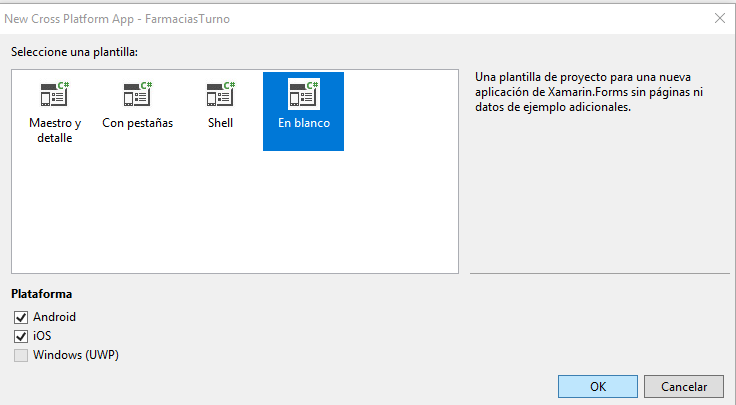 New Cross Platform App - FarmaciasTurno
Seleccione una plantilla:
C# C# C# C#
Maestro y
detalle
Con pestañas
Shell
En blanco
Una plantilla de proyecto para una nueva
aplicación de Xamarin.Forms sin páginas ni
datos de ejemplo adicionales.
Plataforma
Android
iOS
Windows (UWP)
OK
Cancelar